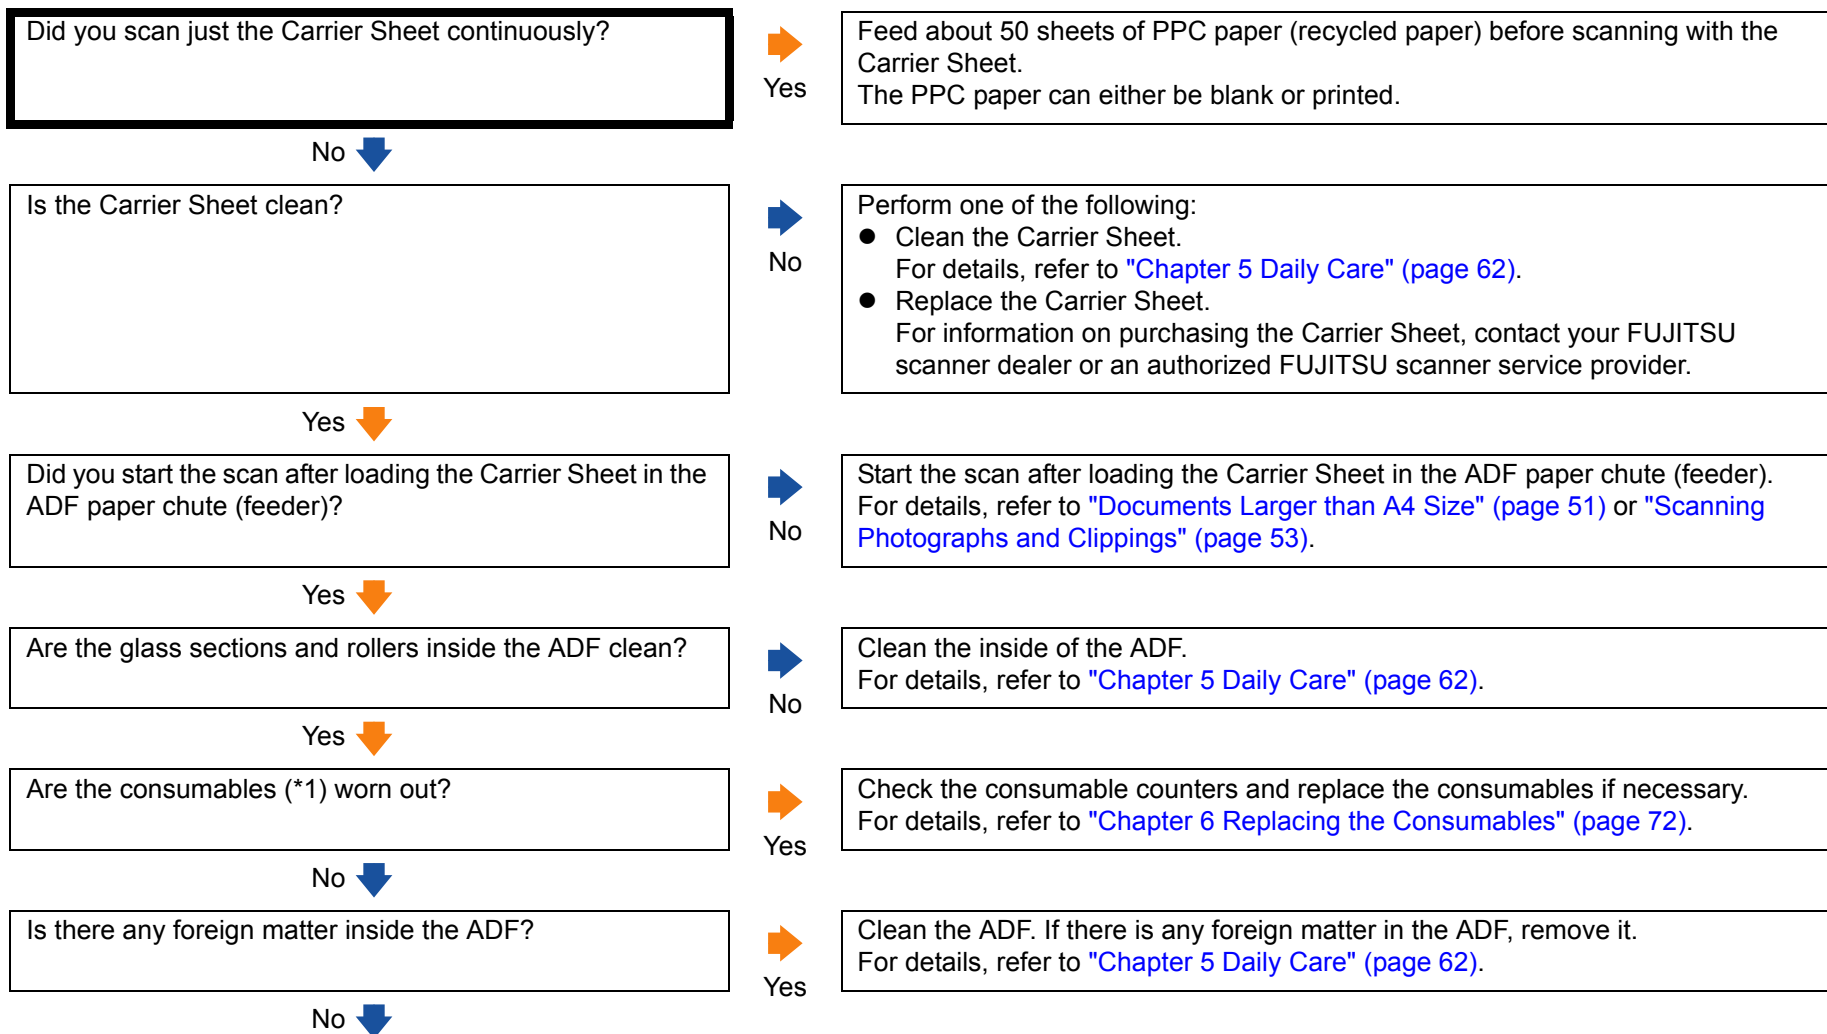 Did you scan just the Carrier Sheet continuously?
Yes
Feed about 50 sheets of PPC paper (recycled paper) before scanning with the
Carrier Sheet.
The PPC paper can either be blank or printed.
No
Is the Carrier Sheet clean?
No
Perform one of the following:
● Clean the Carrier Sheet.
For details, refer to "Chapter 5 Daily Care" (page 62).
● Replace the Carrier Sheet.
For information on purchasing the Carrier Sheet, contact your FUJITSU
scanner dealer or an authorized FUJITSU scanner service provider.
Yes
Did you start the scan after loading the Carrier Sheet in the
ADF paper chute (feeder)?
No
Start the scan after loading the Carrier Sheet in the ADF paper chute (feeder).
For details, refer to "Documents Larger than A4 Size" (page 51) or "Scanning
Photographs and Clippings" (page 53).
Yes
Are the glass sections and rollers inside the ADF clean?
No
Clean the inside of the ADF.
For details, refer to "Chapter 5 Daily Care" (page 62).
Yes
Are the consumables (*1) worn out?
Yes
Check the consumable counters and replace the consumables if necessary.
For details, refer to "Chapter 6 Replacing the Consumables" (page 72).
No
Is there any foreign matter inside the ADF?
Yes
Clean the ADF. If there is any foreign matter in the ADF, remove it.
For details, refer to "Chapter 5 Daily Care" (page 62).
No